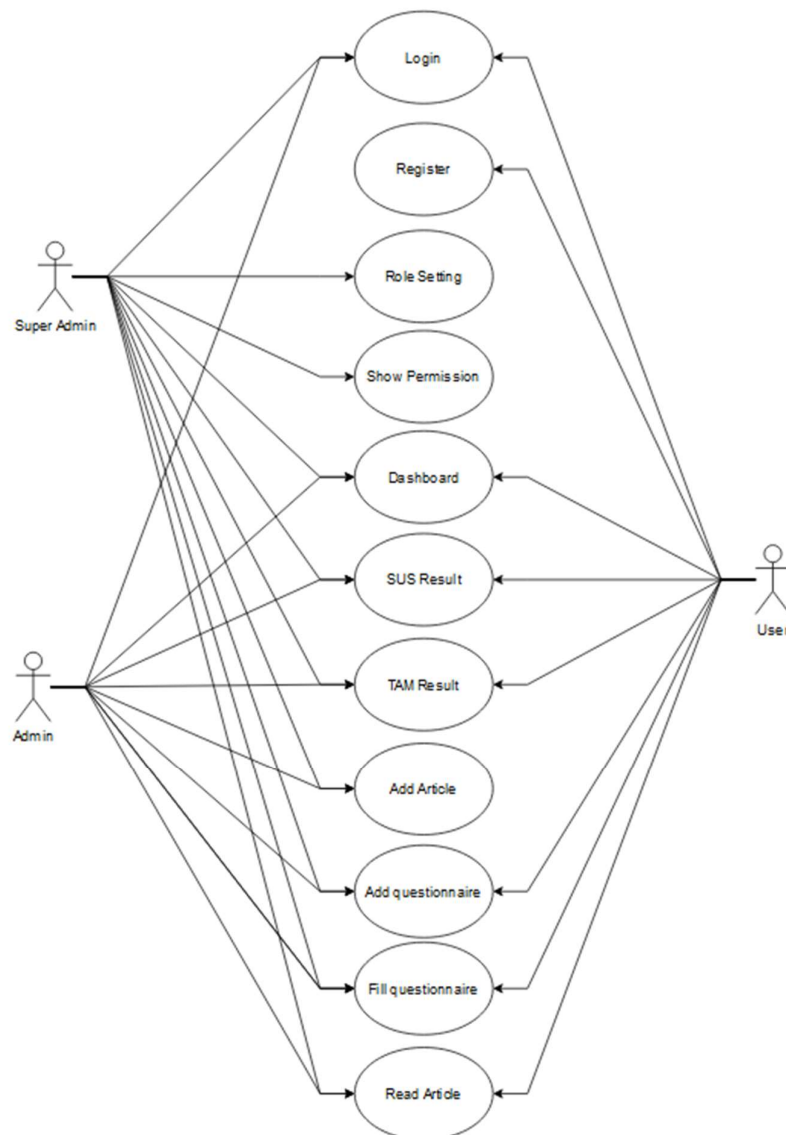 Login
Register
Role Setting
Super Admin
Show Permission
Dashboard
SUS Result
User
TAM Result
Admin
Add Article
Add questionnaire
Fill questionnaire
Read Article